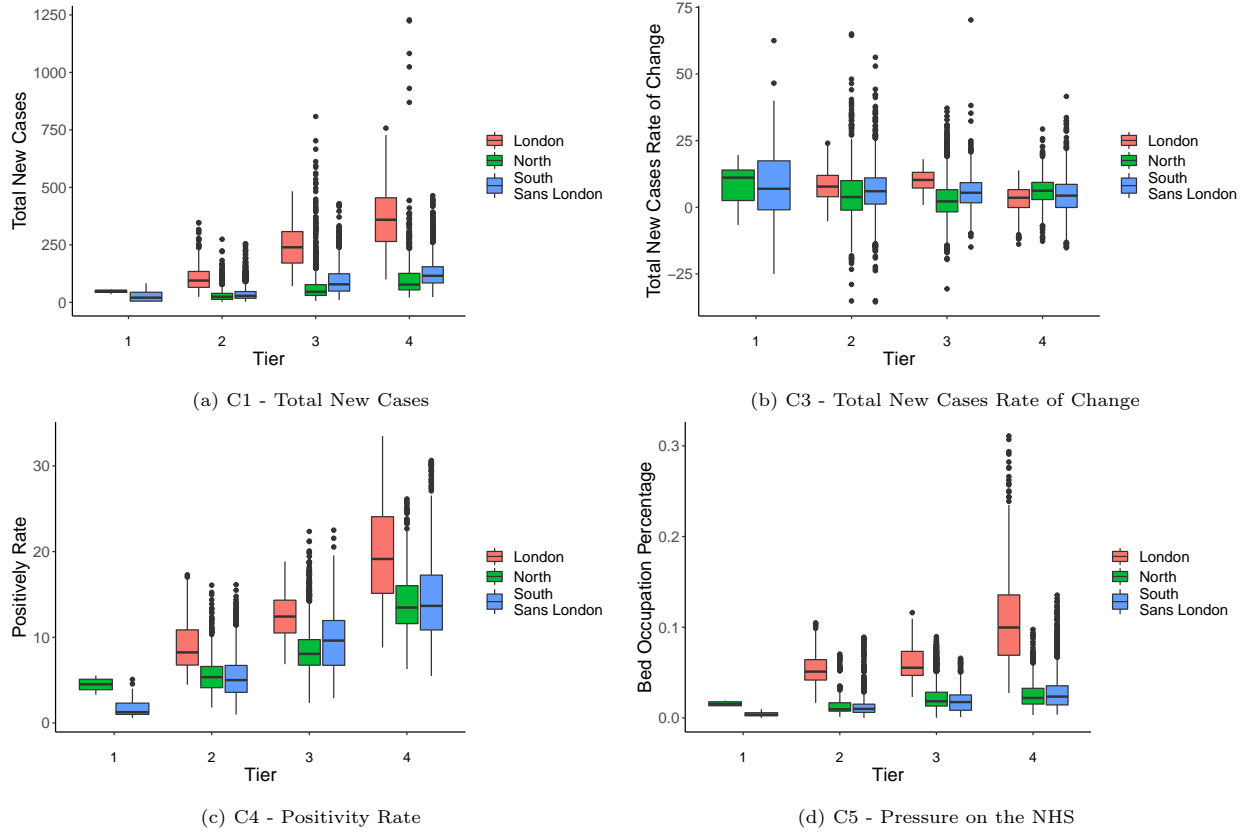 1250
1000
750
500
250
0
Total New Cases
1
2
3
4
Tier
London
North
South
Sans London
(a) C1 - Total New Cases
75
50
25
0
−25
Total New Cases Rate of Change
1
2
3
4
Tier
London
North
South
Sans London
(b) C3 - Total New Cases Rate of Change
30
20
10
0
Positively Rate
1
2
3
4
Tier
London
North
South
Sans London
(c) C4 - Positivity Rate
0.3
0.2
0.1
0.0
Bed Occupation Percentage
1
2
3
4
Tier
London
North
South
Sans London
(d) C5 - Pressure on the NHS